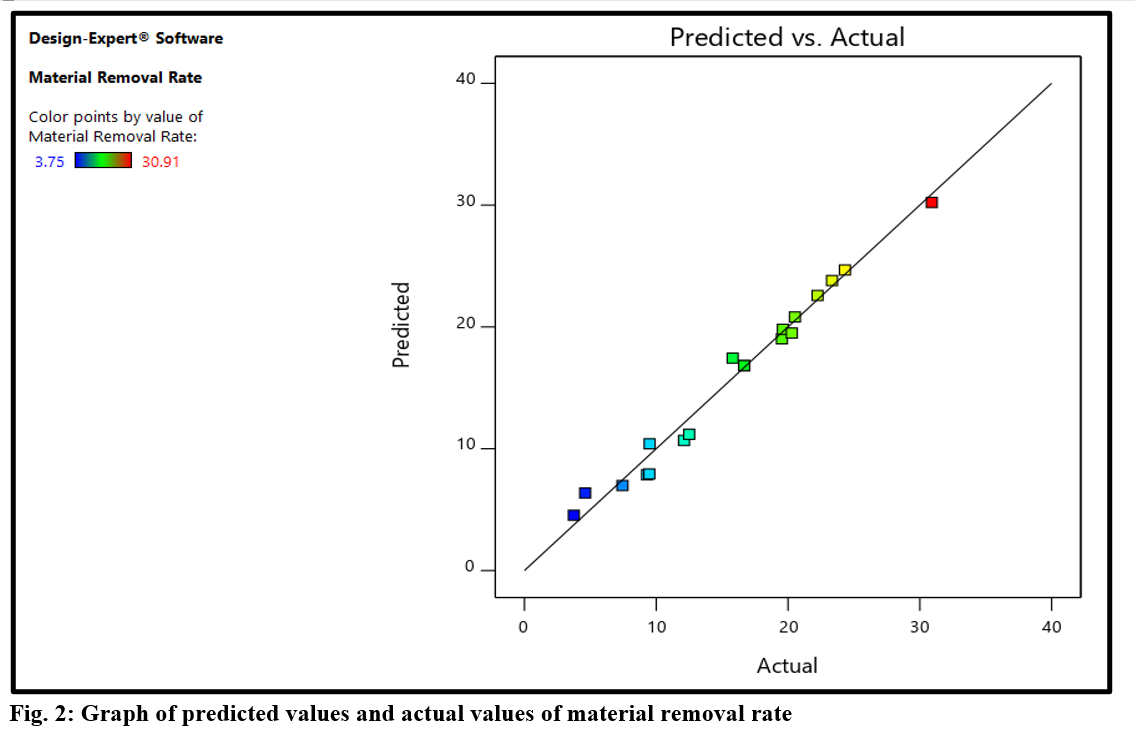 Design-Expert® Software
Material Removal Rate
Color points by value of
Material Removal Rate:
3.75 30.91
Predicted vs. Actual
Predicted
40
30
20
10
0
0 10 20 30 40
Actual
Fig. 2: Graph of predicted values and actual values of material removal rate